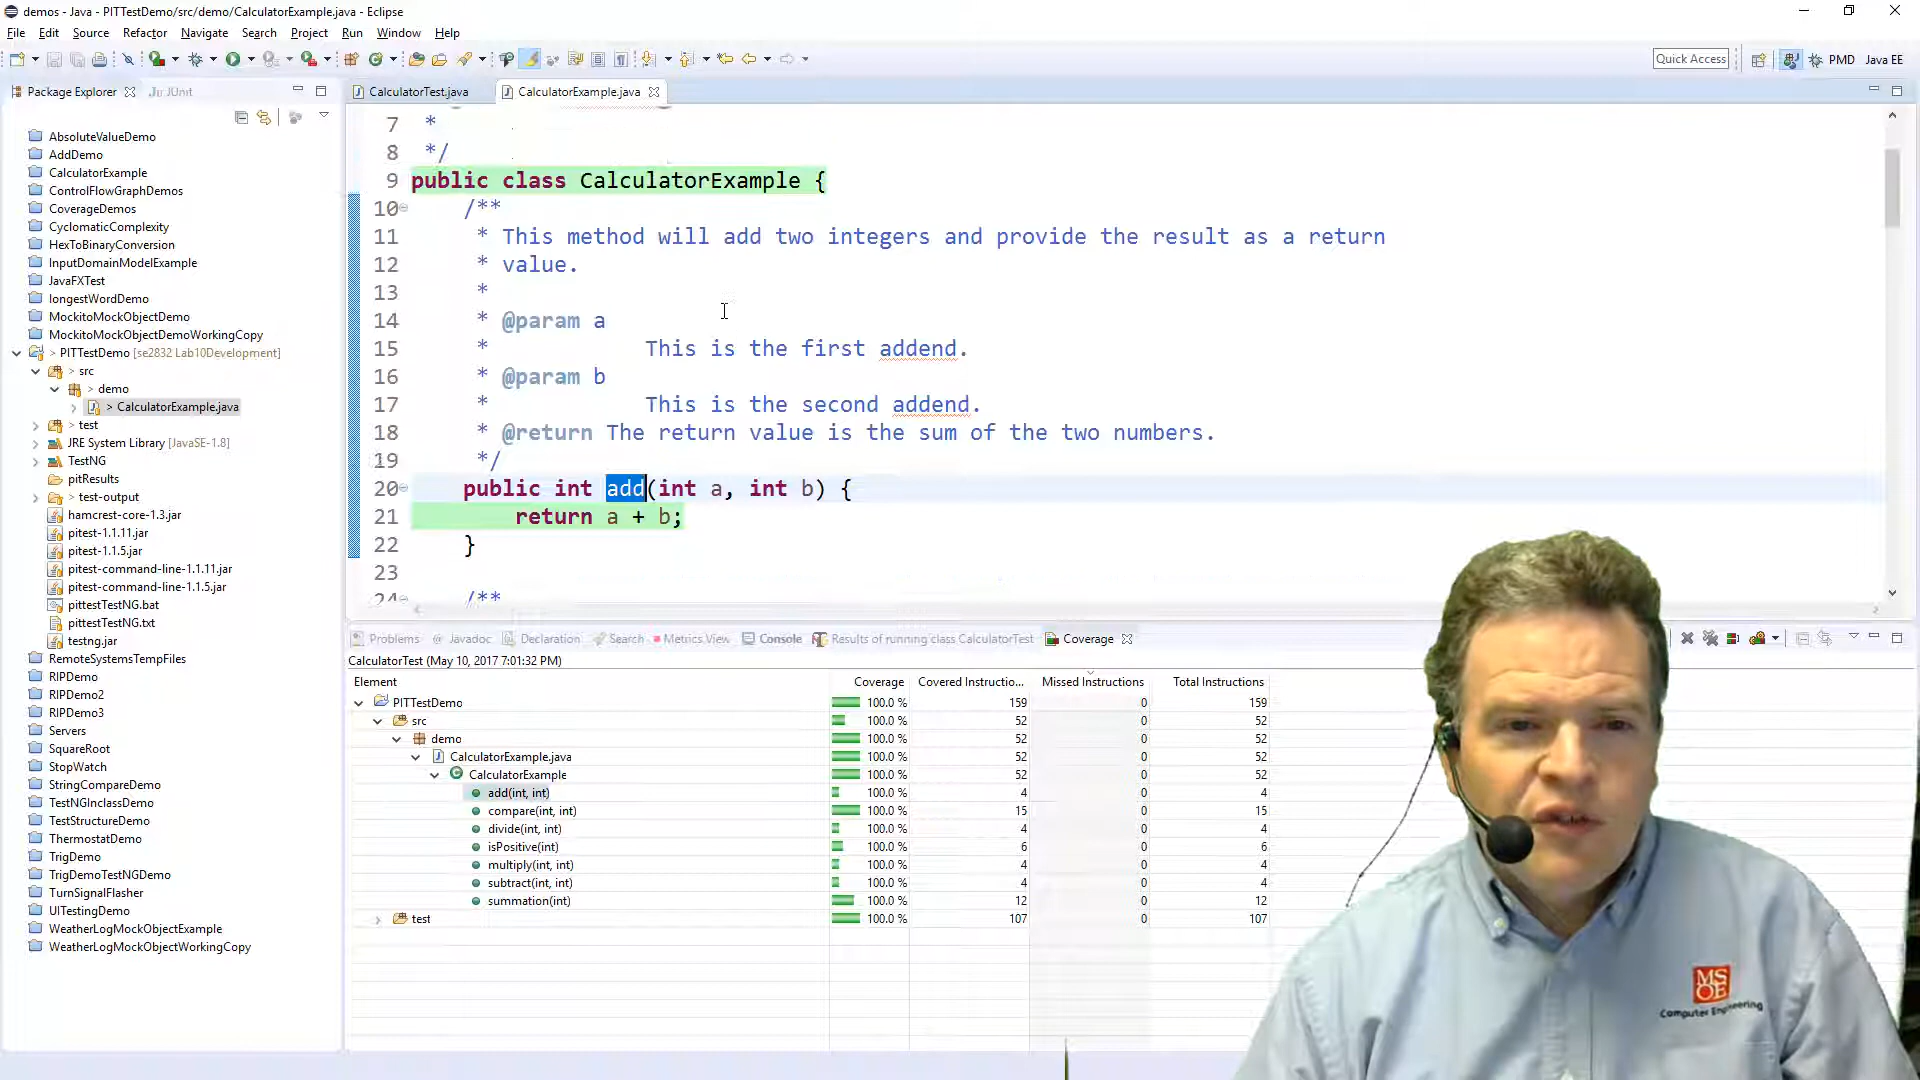 demos - Java - PITTestDemo/src/demo/CalculatorExample.java - Eclipse
File Edit Source Refactor Navigate Search Project Run Window Help
Quick Access PMD Java EE
Package Explorer JUnit
CalculatorTest.java CalculatorExample.java
AbsoluteValueDemo
AddDemo
CalculatorExample
ControlFlowGraphDemos
CoverageDemos
CyclomaticComplexity
HexToBinaryConversion
InputDomainModelExample
JavaFXTest
longestWordDemo
MockitoMockObjectDemo
MockitoMockObjectDemoWorkingCopy
> PITTestDemo [se2832 Lab10Development]
> src
> demo
> CalculatorExample.java
> test
JRE System Library [JavaSE-1.8]
TestNG
pitResults
> test-output
hamcrest-core-1.3.jar
pitest-1.1.11.jar
pitest-1.1.5.jar
pitest-command-line-1.1.11.jar
pitest-command-line-1.1.5.jar
pittestTestNG.bat
pittestTestNG.txt
testng.jar
RemoteSystemsTempFiles
RIPDemo
RIPDemo2
RIPDemo3
Servers
SquareRoot
StopWatch
StringCompareDemo
TestNGInclassDemo
TestStructureDemo
ThermostatDemo
TrigDemo
TrigDemoTestNGDemo
TurnSignalFlasher
UITestingDemo
WeatherLogMockObjectExample
WeatherLogMockObjectWorkingCopy
7 *
8 */
9 public class CalculatorExample {
10 /**
11 * This method will add two integers and provide the result as a return
12 * value.
13 *
14 * @param a
15 * This is the first addend.
16 * @param b
17 * This is the second addend.
18 * @return The return value is the sum of the two numbers.
19 */
20 public int add(int a, int b) {
21 return a + b;
22 }
23
24 /**
Problems @ Javadoc Declaration Search Metrics View Console Results of running class CalculatorTest Coverage
CalculatorTest (May 10, 2017 7:01:32 PM)
Element Coverage Covered Instructio... Missed Instructions Total Instructions
PITTestDemo 100.0 % 159 0 159
src 100.0 % 52 0 52
demo 100.0 % 52 0 52
CalculatorExample.java 100.0 % 52 0 52
CalculatorExample 100.0 % 52 0 52
add(int, int) 100.0 % 4 0 4
compare(int, int) 100.0 % 15 0 15
divide(int, int) 100.0 % 4 0 4
isPositive(int) 100.0 % 6 0 6
multiply(int, int) 100.0 % 4 0 4
subtract(int, int) 100.0 % 4 0 4
summation(int) 100.0 % 12 0 12
test 100.0 % 107 0 107
MS
OE
Computer Engineering